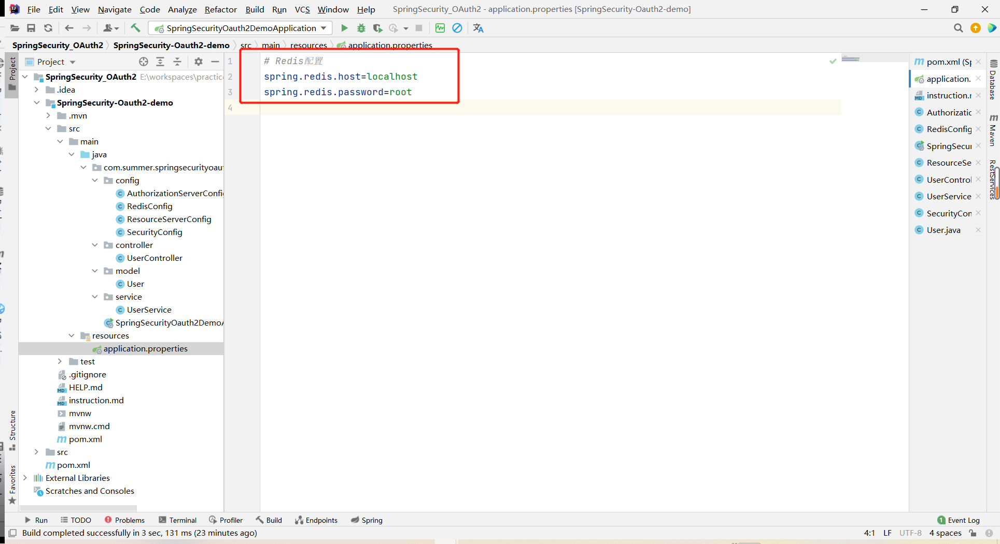 File Edit View Navigate Code Analyze Refactor Build Run VCS Window Help SpringSecurity_OAuth2 - application.properties [SpringSecurity-Oauth2-demo]
SpringSecurityOauth2DemoApplication
SpringSecurity_OAuth2 SpringSecurity-Oauth2-demo src main resources application.properties
Project
Project
SpringSecurity_OAuth2 E:\workspaces\practice
.idea
SpringSecurity-Oauth2-demo
.mvn
src
main
java
com.summer.springsecurityoaut
config
AuthorizationServerConfi
RedisConfig
ResourceServerConfig
SecurityConfig
controller
UserController
model
User
service
UserService
SpringSecurityOauth2DemoA
resources
application.properties
test
.gitignore
HELP.md
instruction.md
mvnw
mvnw.cmd
pom.xml
src
pom.xml
External Libraries
Scratches and Consoles
Structure
Favorites
1 # Redis配置
2 spring.redis.host=localhost
3 spring.redis.password=root
4
pom.xml (S
application.
instruction.r
Authorizatic
RedisConfig
SpringSecur
ResourceSe
UserControl
UserService
SecurityCon
User.java
Database
Maven
RestServices
Run TODO Problems Terminal Profiler Build Endpoints Spring 1 Event Log
Build completed successfully in 3 sec, 131 ms (23 minutes ago) 4:1 LF UTF-8 4 spaces